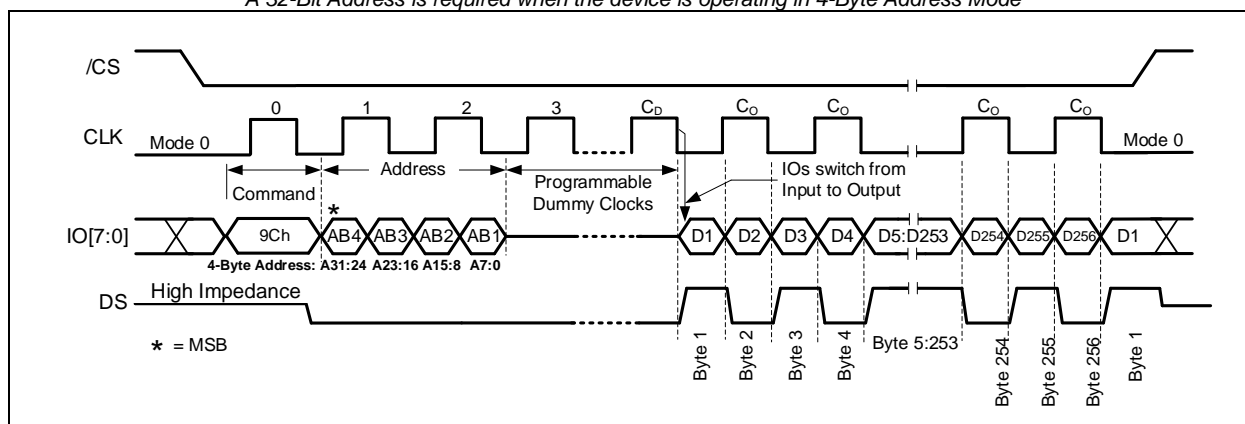 A 32-Bit Address is required when the device is operating in 4-Byte Address Mode
/CS
0 1 2 3 CD CO CO CO CO
CLK Mode 0 Mode 0
Command Address Programmable Dummy Clocks IOs switch from Input to Output
*
IO[7:0] 9Ch AB4 AB3 AB2 AB1 D1 D2 D3 D4 D5:D253 D254 D255 D256 D1
4-Byte Address: A31:24 A23:16 A15:8 A7:0
DS High Impedance
* = MSB
Byte 1 Byte 2 Byte 3 Byte 4 Byte 5:253 Byte 254 Byte 255 Byte 256 Byte 1